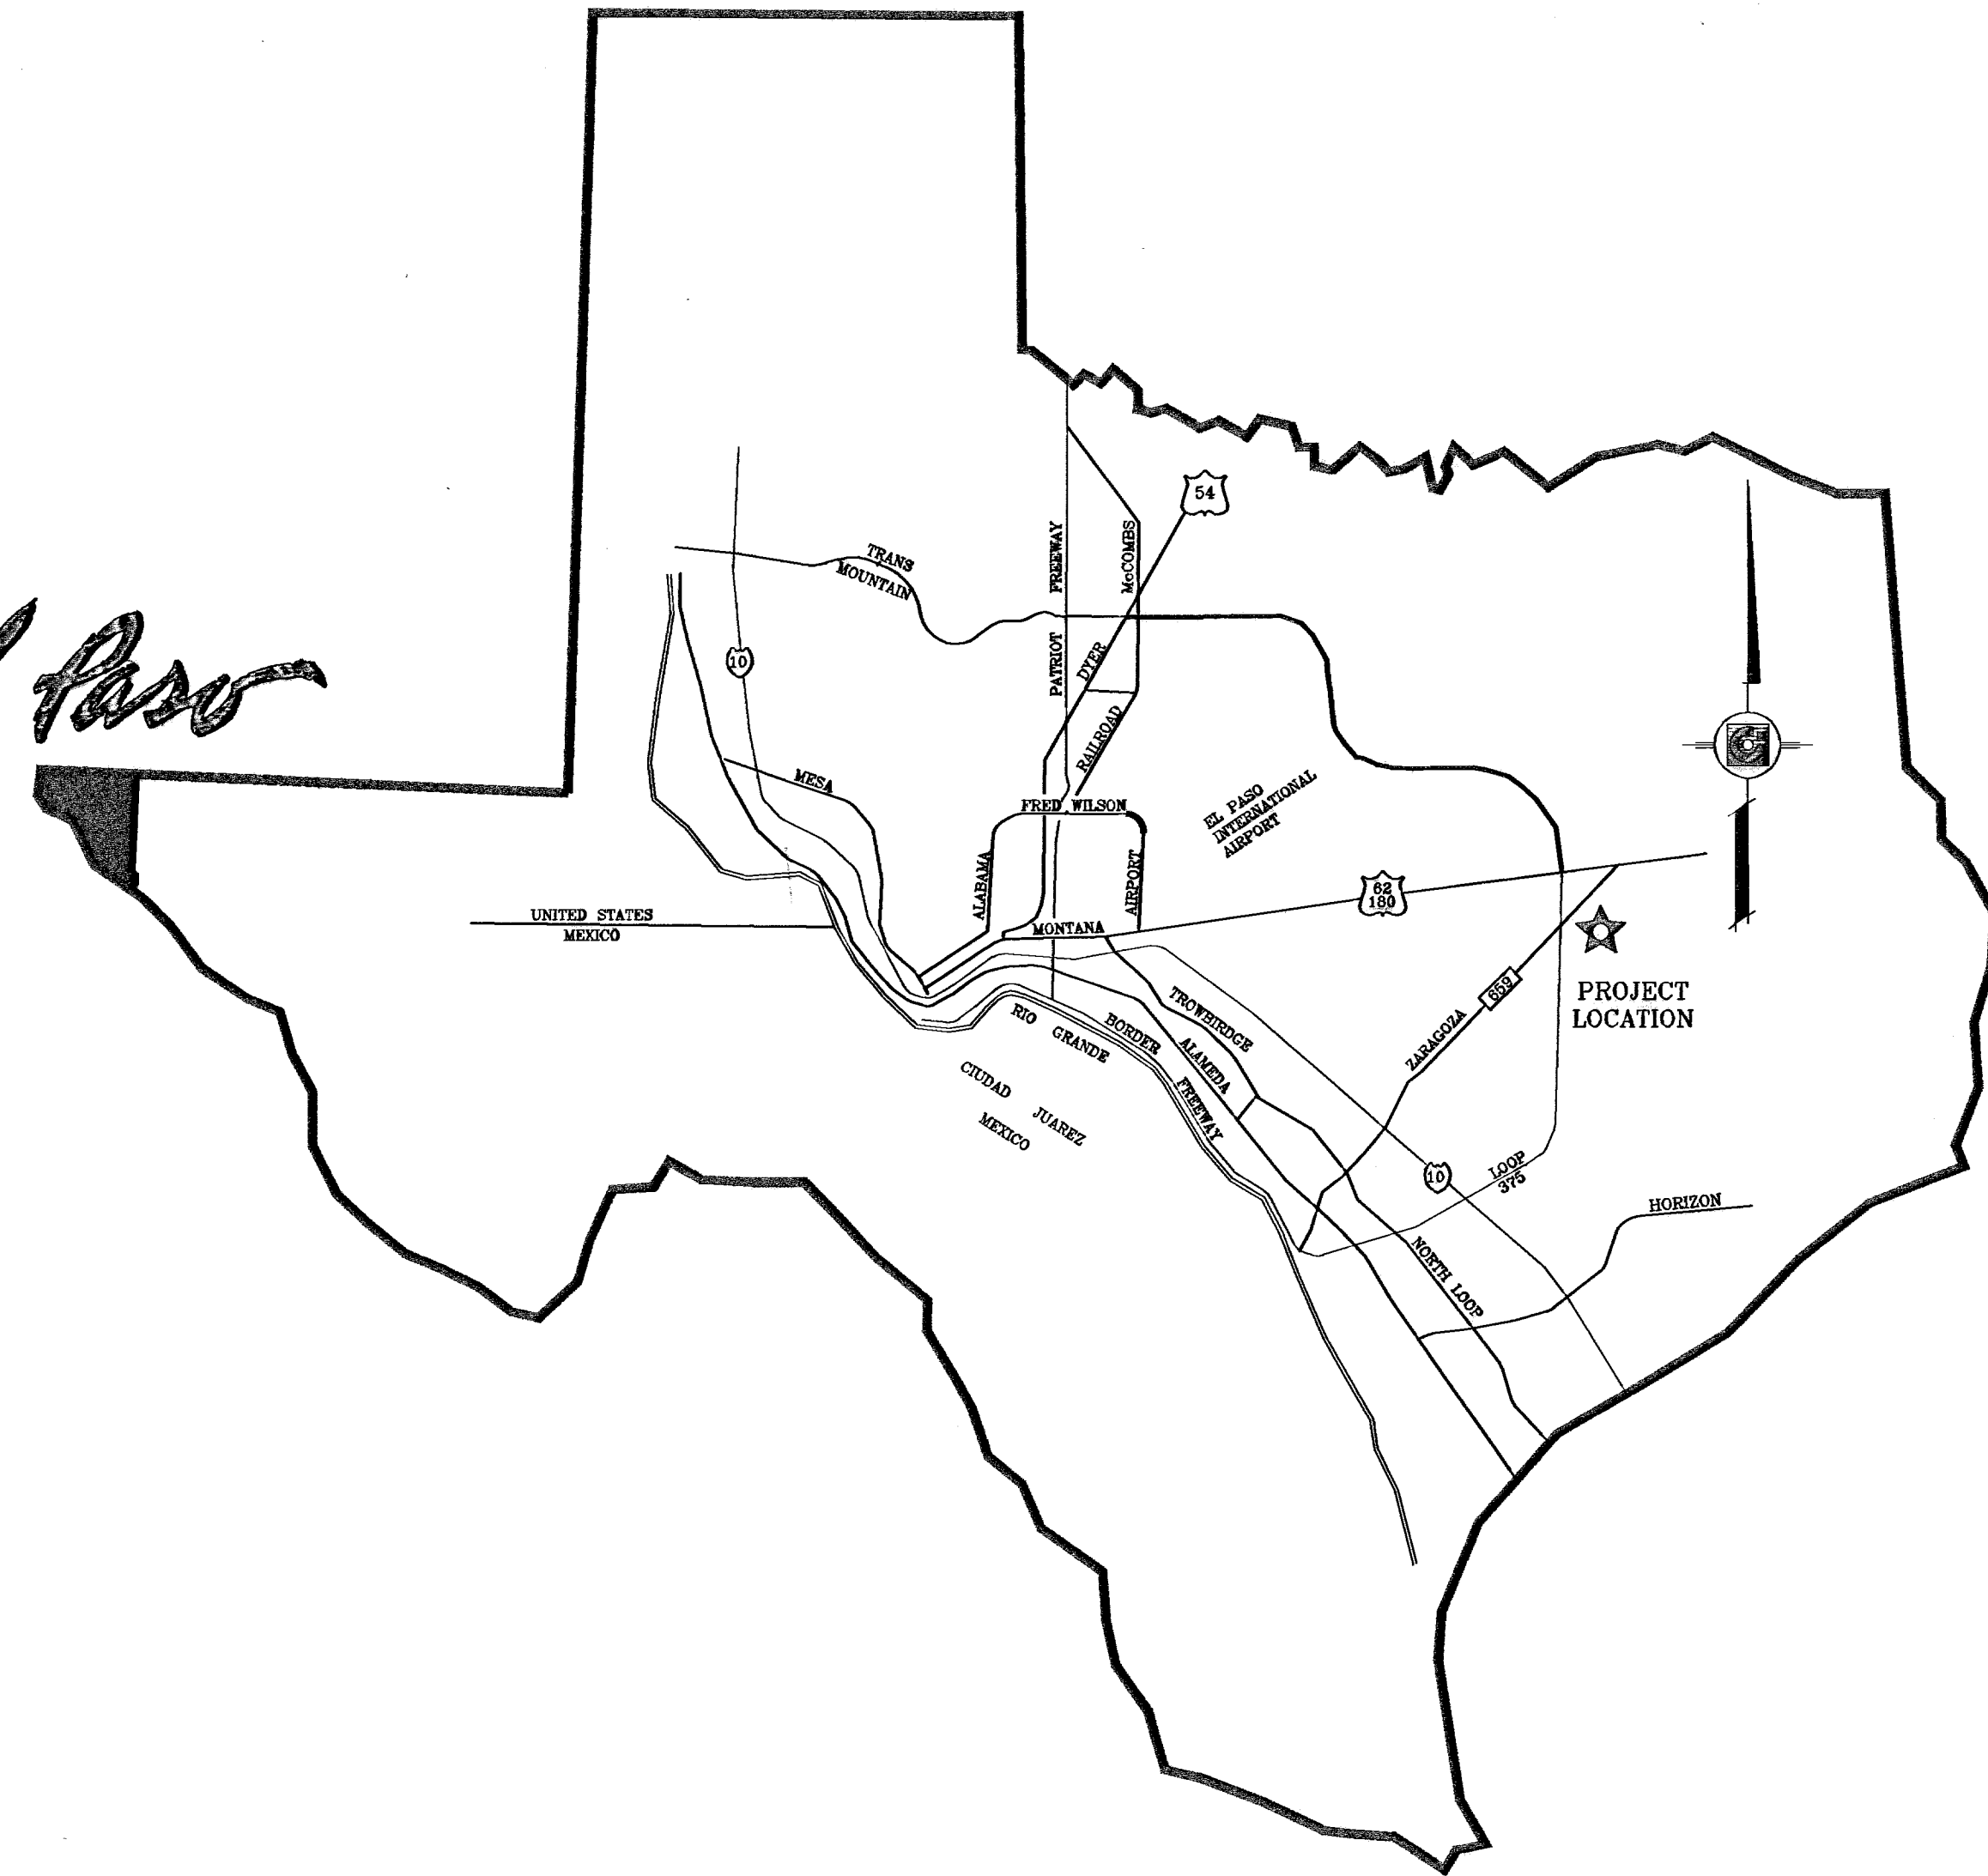 Paso
54
TRANS
MOUNTAIN
PATRIOT FREEWAY
McCOMBS
DYER
10
RAILROAD
MESA
FRED WILSON
EL PASO
INTERNATIONAL
AIRPORT
ALABAMA
AIRPORT
62
180
UNITED STATES
MEXICO
MONTANA
659
PROJECT
LOCATION
ZARAGOZA
TROWBIRDGE
RIO GRANDE
BORDER FREEWAY
ALAMEDA
CIUDAD JUAREZ
MEXICO
10
LOOP
375
HORIZON
NORTH LOOP